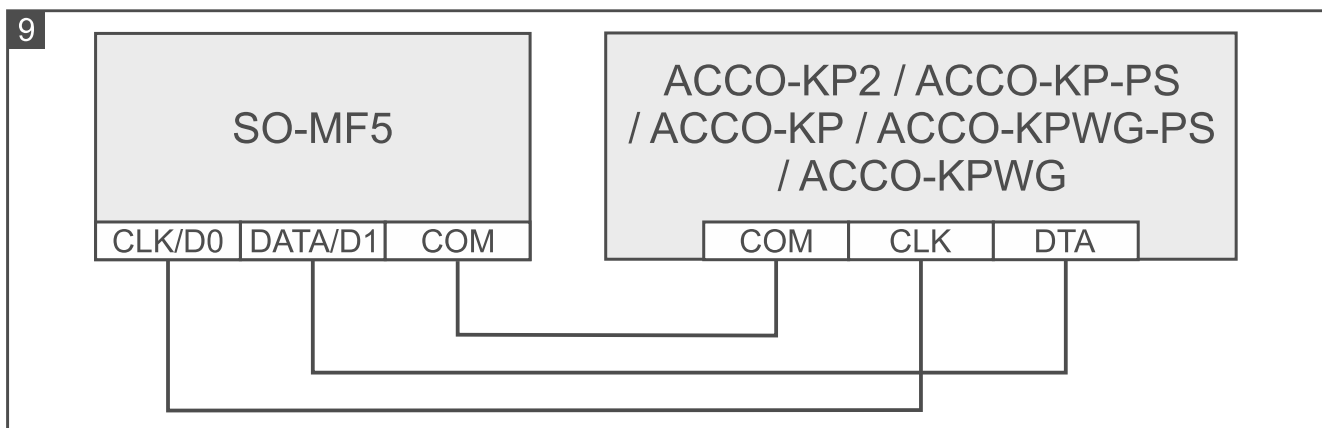 9
SO-MF5
CLK/D0 DATA/D1 COM
ACCO-KP2 / ACCO-KP-PS
/ ACCO-KP / ACCO-KPWG-PS
/ ACCO-KPWG
COM CLK DTA